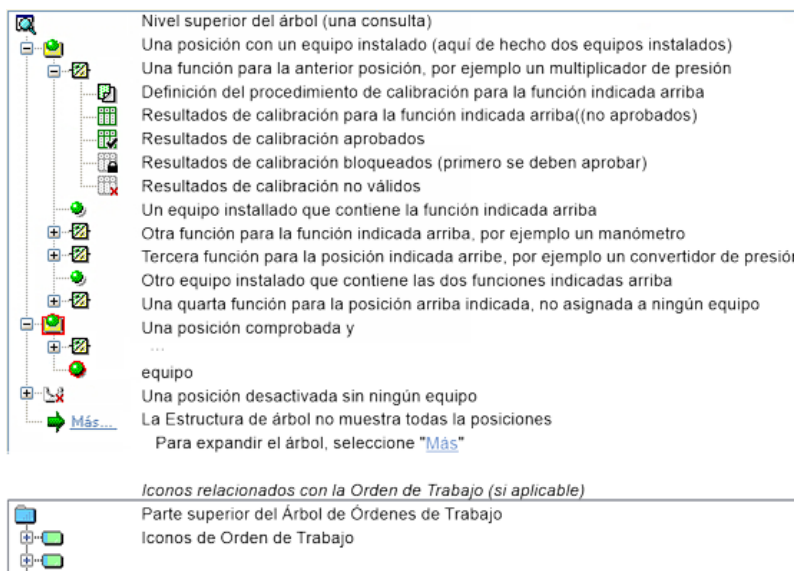 Nivel superior del árbol (una consulta)
Una posición con un equipo instalado (aquí de hecho dos equipos instalados)
Una función para la anterior posición, por ejemplo un multiplicador de presión
Definición del procedimiento de calibración para la función indicada arriba
Resultados de calibración para la función indicada arriba((no aprobados)
Resultados de calibración aprobados
Resultados de calibración bloqueados (primero se deben aprobar)
Resultados de calibración no válidos
Un equipo installado que contiene la función indicada arriba
Otra función para la función indicada arriba, por ejemplo un manómetro
Tercera función para la posición indicada arribe, por ejemplo un convertidor de presión
Otro equipo instalado que contiene las dos funciones indicadas arriba
Una quarta función para la posición arriba indicada, no asignada a ningún equipo
Una posición comprobada y
...
equipo
Una posición desactivada sin ningún equipo
Más... La Estructura de árbol no muestra todas la posiciones
Para expandir el árbol, seleccione "Más"
Iconos relacionados con la Orden de Trabajo (si aplicable)
Parte superior del Árbol de Órdenes de Trabajo
Iconos de Orden de Trabajo